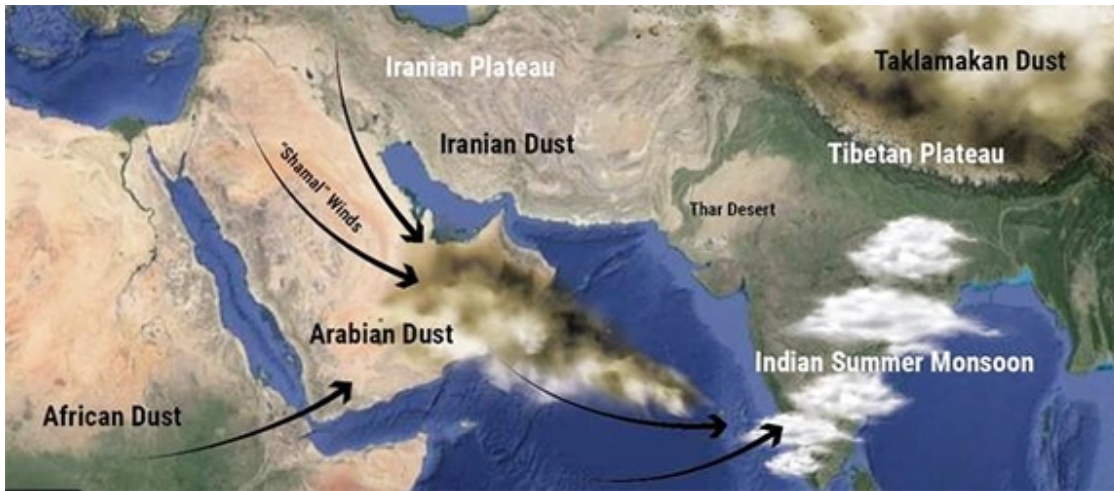 Iranian Plateau
Taklamakan Dust
Iranian Dust
Tibetan Plateau
"Shamal" Winds
Thar Desert
Arabian Dust
Indian Summer Monsoon
African Dust